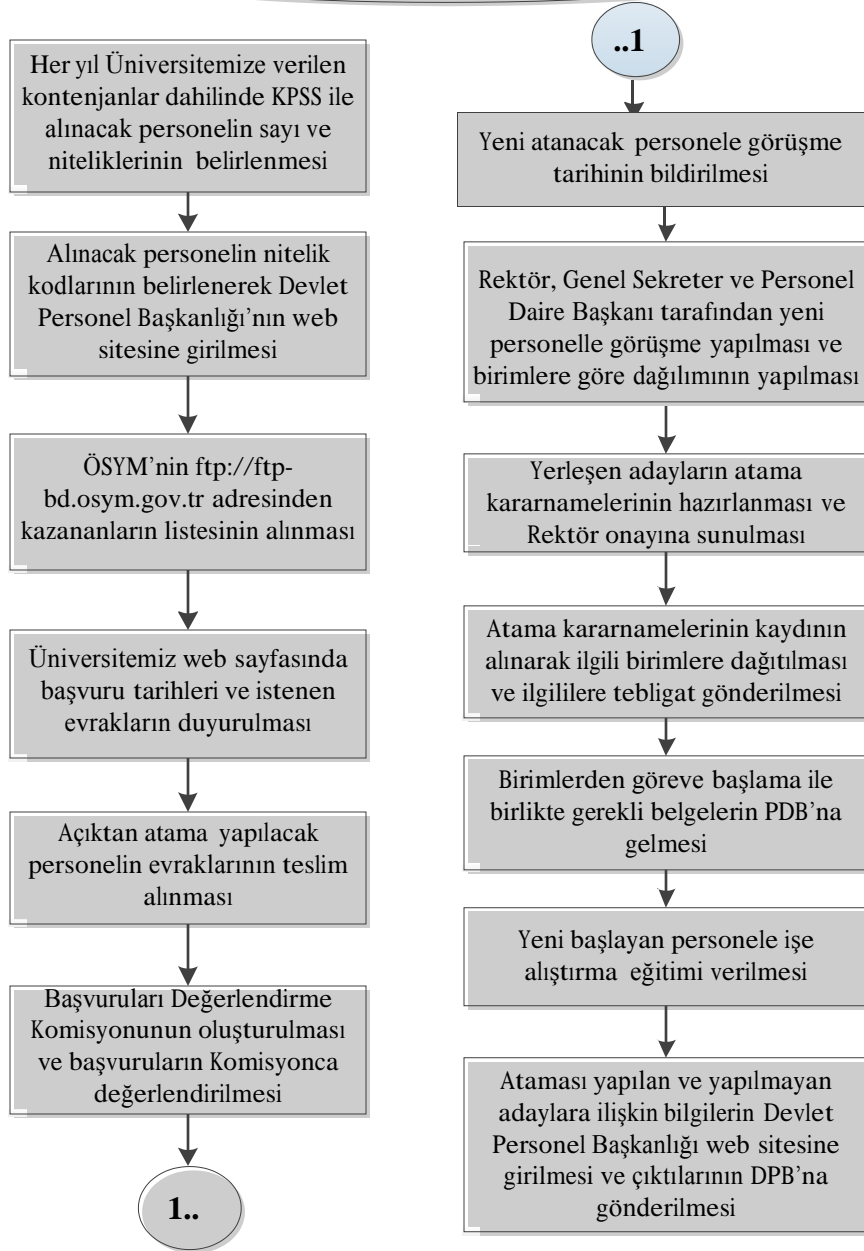 Her yıl Üniversitemize verilen
kontenjanlar dahilinde KPSS ile
alınacak personelin sayı ve
niteliklerinin belirlenmesi
Alınacak personelin nitelik
kodlarının belirlenerek Devlet
Personel Başkanlığı’nın web
sitesine girilmesi
ÖSYM’nin ftp://ftp-
bd.osym.gov.tr adresinden
kazananların listesinin alınması
Üniversitemiz web sayfasında
başvuru tarihleri ve istenen
evrakların duyurulması
Açıktan atama yapılacak
personelin evraklarının teslim
alınması
Başvuruları Değerlendirme
Komisyonunun oluşturulması
ve başvuruların Komisyonca
değerlendirilmesi
1..
..1
Yeni atanacak personele görüşme
tarihinin bildirilmesi
Rektör, Genel Sekreter ve Personel
Daire Başkanı tarafından yeni
personelle görüşme yapılması ve
birimlere göre dağılımının yapılması
Yerleşen adayların atama
kararnamelerinin hazırlanması ve
Rektör onayına sunulması
Atama kararnamelerinin kaydının
alınarak ilgili birimlere dağıtılması
ve ilgililere tebligat gönderilmesi
Birimlerden göreve başlama ile
birlikte gerekli belgelerin PDB’na
gelmesi
Yeni başlayan personele işe
alıştırma eğitimi verilmesi
Ataması yapılan ve yapılmayan
adaylara ilişkin bilgilerin Devlet
Personel Başkanlığı web sitesine
girilmesi ve çıktılarının DPB’na
gönderilmesi